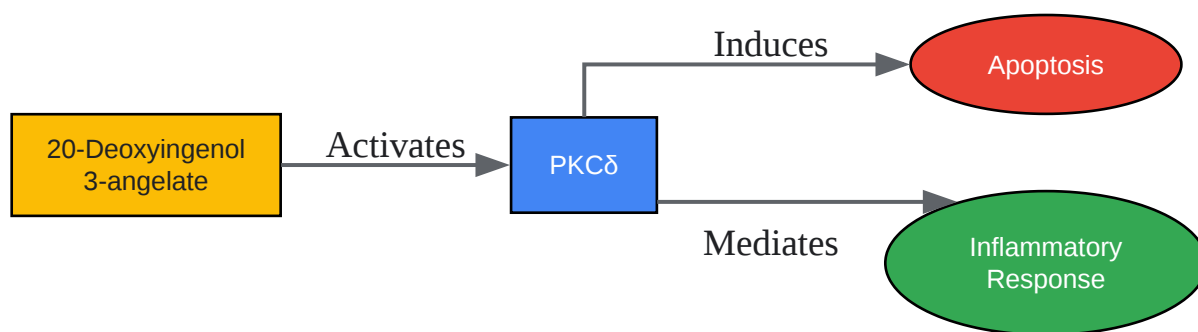 Induces
Apoptosis
20-Deoxyingenol
3-angelate
Activates
PKCδ
Mediates
Inflammatory
Response